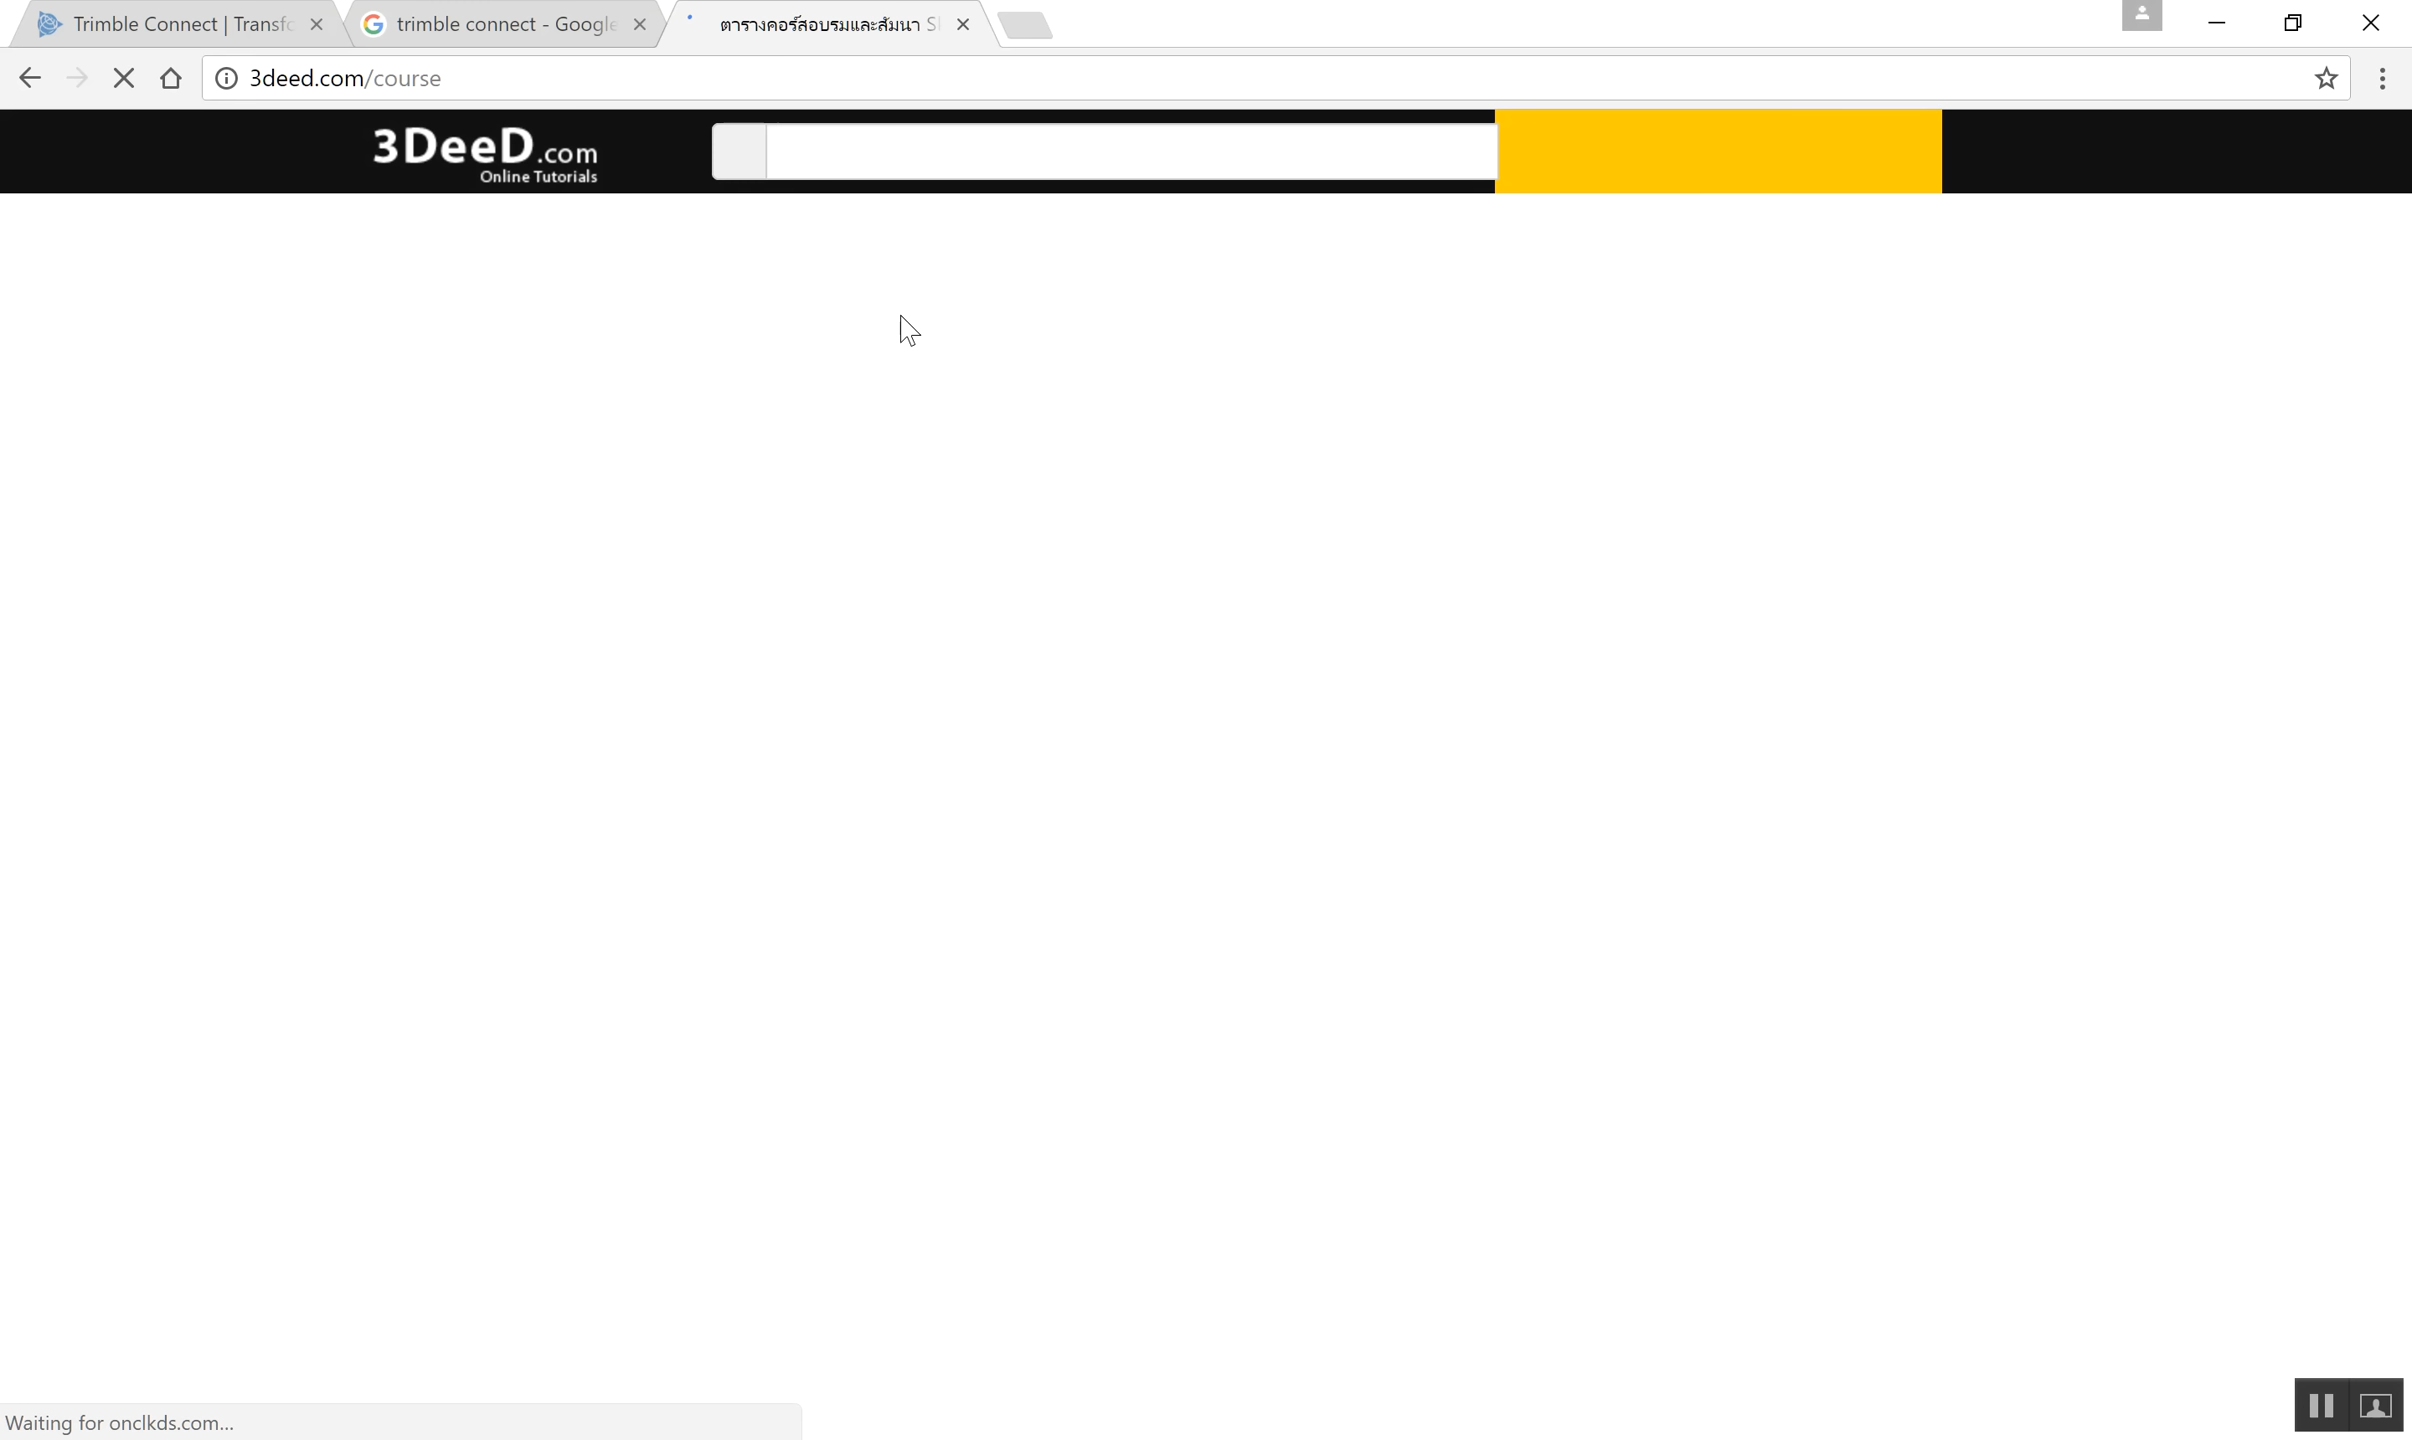 Trimble Connect | Transfo
trimble connect - Google
ตารางคอร์สอบรมและสัมนา S
3deed.com/course
3DeeD.com
Online Tutorials
Waiting for onclkds.com...